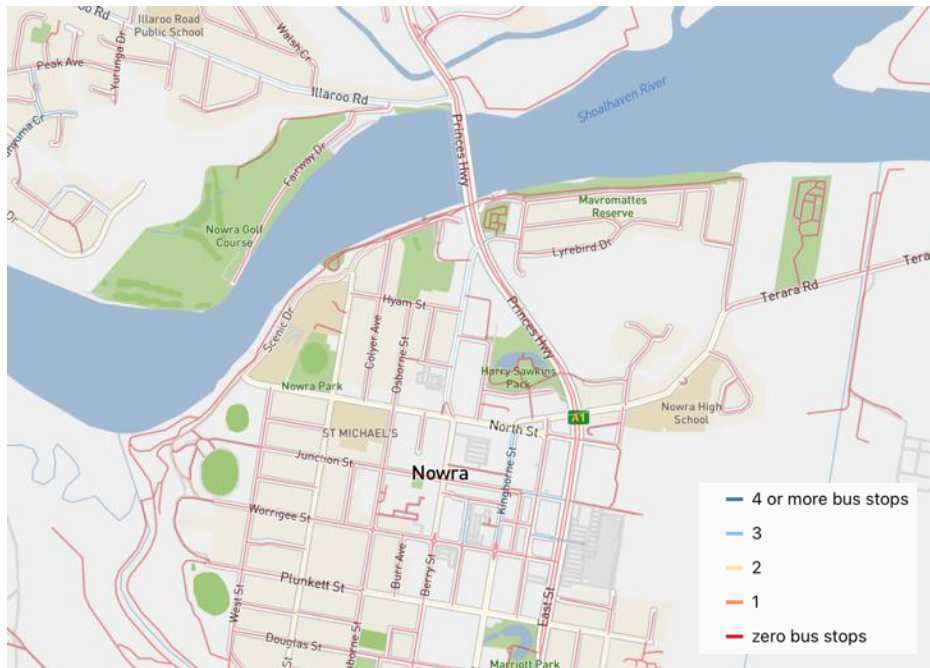 Illaroo Road
Public School
Walsh Cr
Yurunga Dr
Peak Ave
Illaroo Rd
Shoalhaven River
Princes Hwy
Fairway Dr
Nowra Golf
Course
Mavromattes
Reserve
Lyrebird Dr
Terara Rd
Scenic Dr
Hyam St
Colyer Ave
Osborne St
Princes Hwy
Harry Sawkins
Park
Nowra Park
A1
Nowra High
School
ST MICHAEL'S
North St
Junction St
Nowra
Kinghorne St
Worrigee St
Burr Ave
Berry St
Plunkett St
West St
East St
Douglas St
Osborne St
Marriott Park
4 or more bus stops
3
2
1
zero bus stops